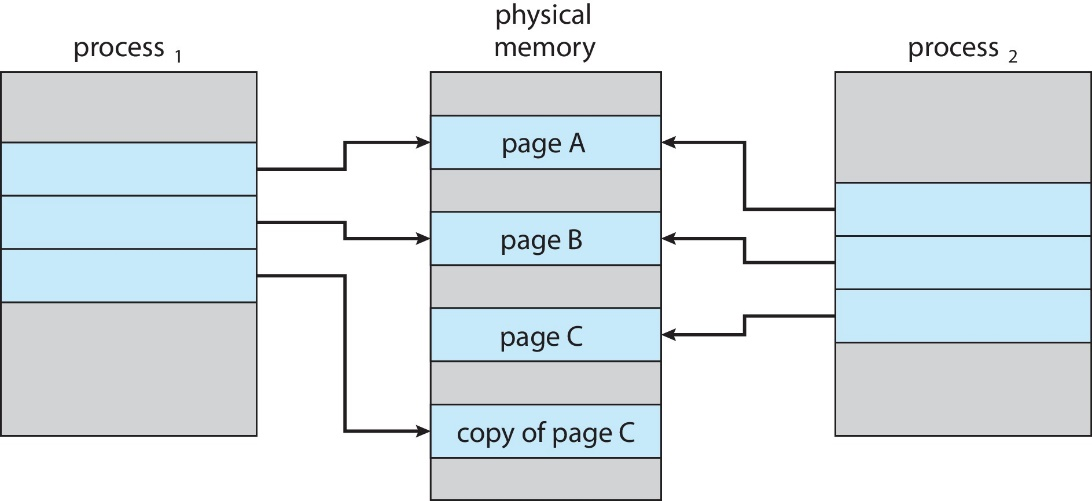 process 1
physical
memory
process 2
page A
page B
page C
copy of page C